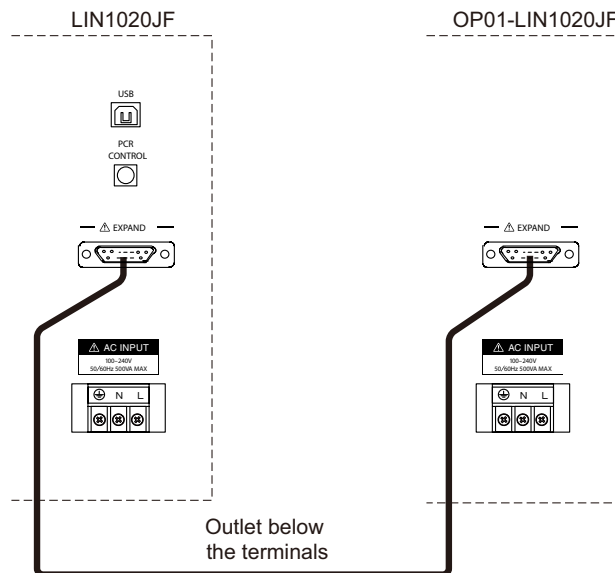 LIN1020JF
OP01-LIN1020JF
USB
PCR
CONTROL
⚠ EXPAND
⚠ EXPAND
⚠ AC INPUT
100–240V
50/60Hz 500VA MAX
N L
⚠ AC INPUT
100–240V
50/60Hz 500VA MAX
N L
Outlet below
the terminals